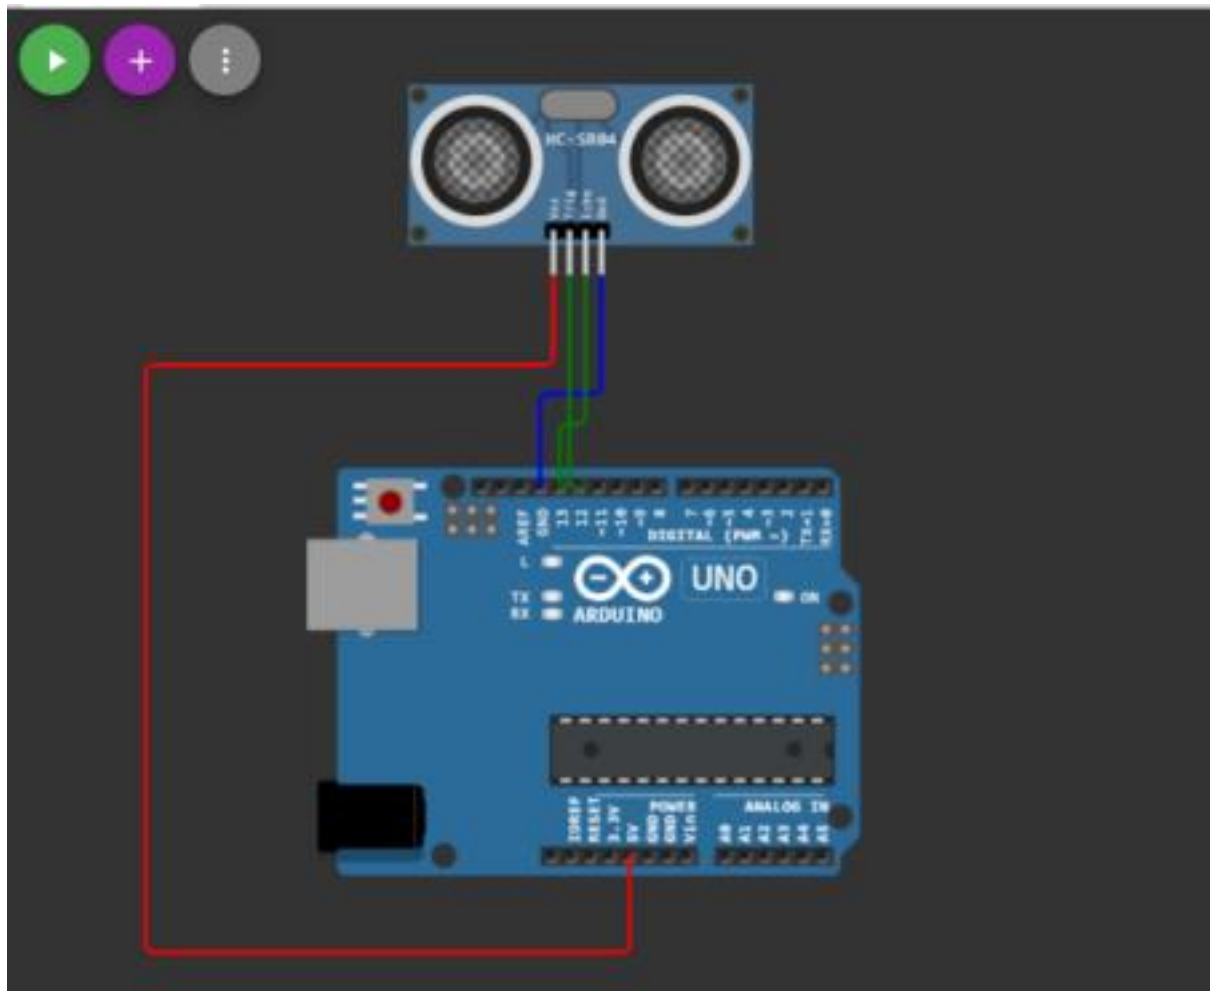 HC-SR04
Vcc Trig Echo Gnd
AREF GND 13 12 ~11 ~10 ~9 8 7 ~6 ~5 4 ~3 2 TX→1 RX←0
DIGITAL (PWM ~)
L
UNO
TX
ON
RX
ARDUINO
POWER
ANALOG IN
IOREF RESET 3.3V 5V GND GND Vin A0 A1 A2 A3 A4 A5